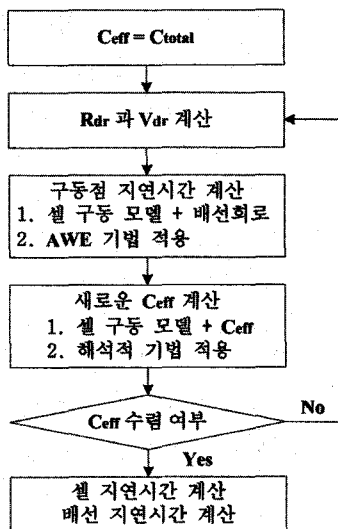 Ceff = Ctotal
Rdr 과 Vdr 계산
구동점 지연시간 계산
1. 셀 구동 모델 + 배선회로
2. AWE 기법 적용
새로운 Ceff 계산
1. 셀 구동 모델 + Ceff
2. 해석적 기법 적용
Ceff 수렴 여부
No
Yes
셀 지연시간 계산
배선 지연시간 계산